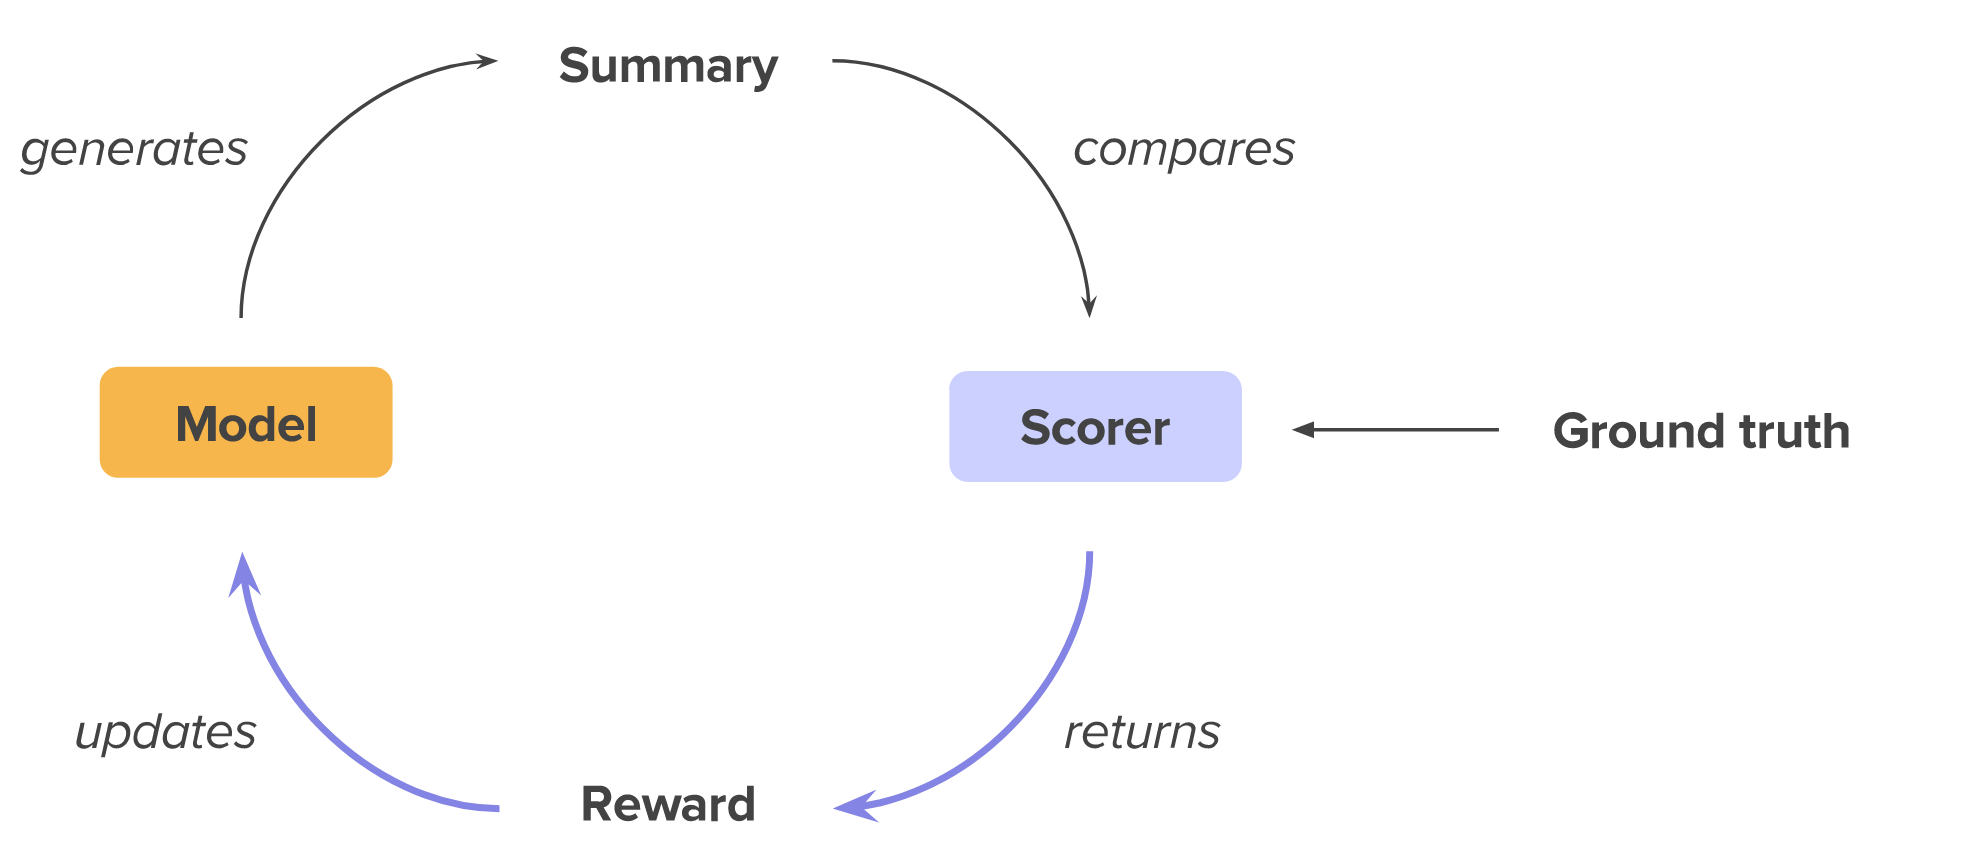 Summary
generates
compares
Model
Scorer
Ground truth
updates
returns
Reward